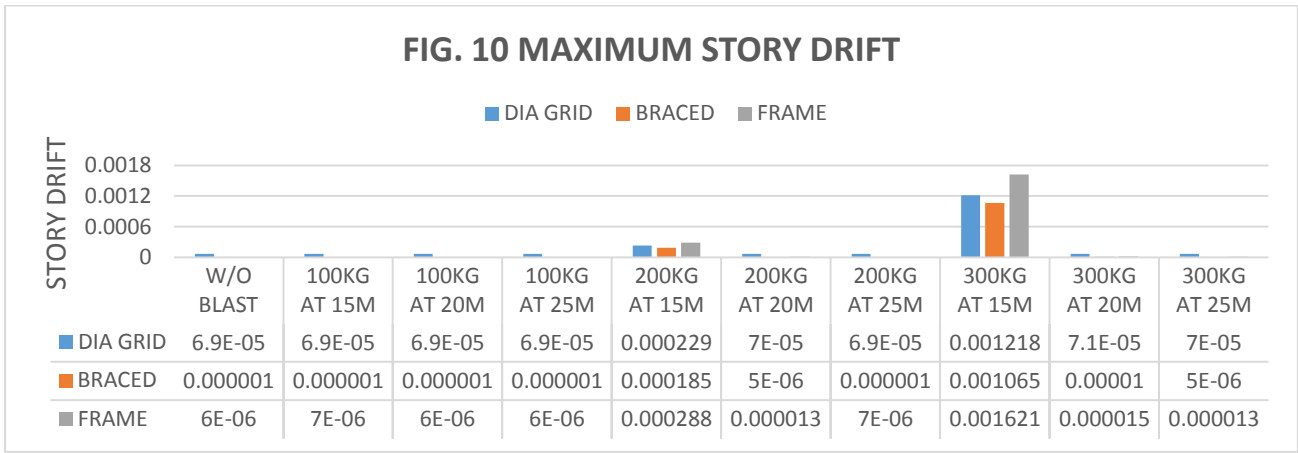 FIG. 10 MAXIMUM STORY DRIFT
DIA GRID BRACED FRAME
STORY DRIFT
0.0018
0.0012
0.0006
0
W/O 100KG 100KG 100KG 200KG 200KG 200KG 300KG 300KG 300KG
BLAST AT 15M AT 20M AT 25M AT 15M AT 20M AT 25M AT 15M AT 20M AT 25M
DIA GRID 6.9E-05 6.9E-05 6.9E-05 6.9E-05 0.000229 7E-05 6.9E-05 0.001218 7.1E-05 7E-05
BRACED 0.000001 0.000001 0.000001 0.000001 0.000185 5E-06 0.000001 0.001065 0.00001 5E-06
FRAME 6E-06 7E-06 6E-06 6E-06 0.000288 0.000013 7E-06 0.001621 0.000015 0.000013